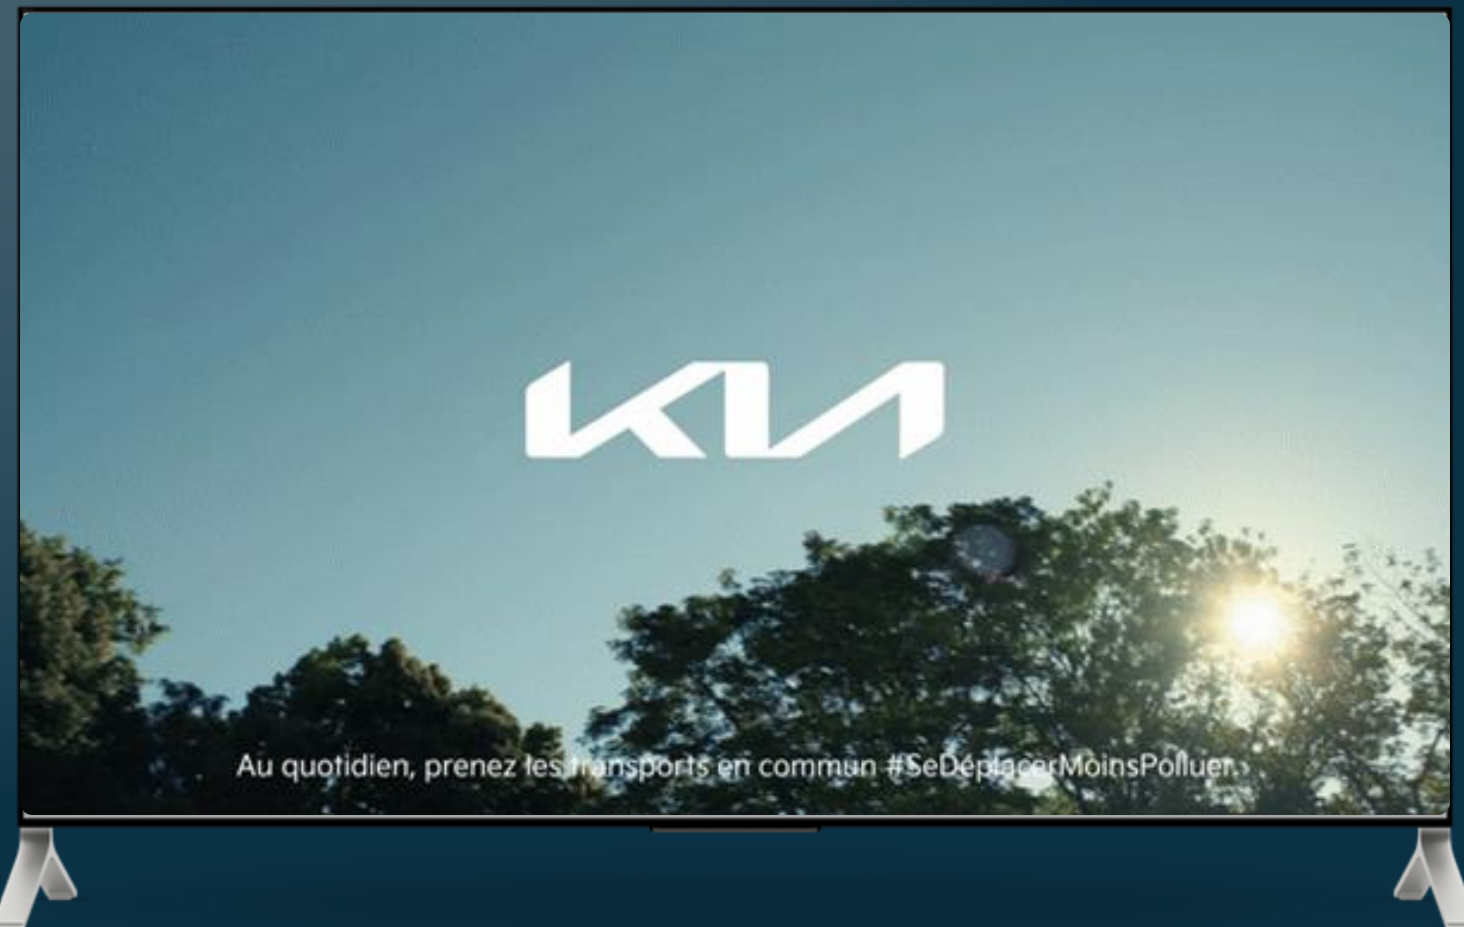 KIA
Au quotidien, prenez les transports en commun #SeDéplacerMoinsPolluer.